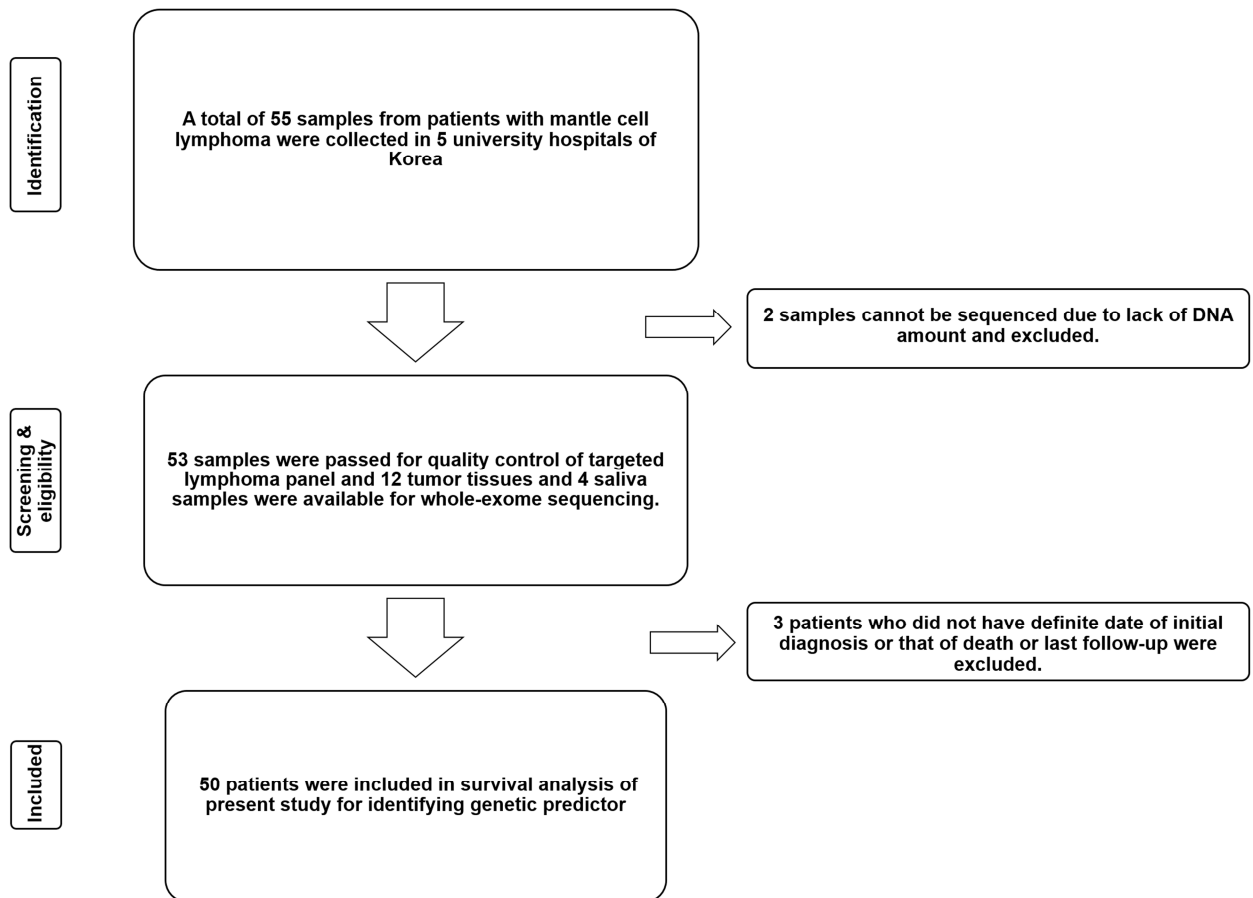 Identification
A total of 55 samples from patients with mantle cell
lymphoma were collected in 5 university hospitals of
Korea
2 samples cannot be sequenced due to lack of DNA
amount and excluded.
Screening &
eligibility
53 samples were passed for quality control of targeted
lymphoma panel and 12 tumor tissues and 4 saliva
samples were available for whole-exome sequencing.
3 patients who did not have definite date of initial
diagnosis or that of death or last follow-up were
excluded.
Included
50 patients were included in survival analysis of
present study for identifying genetic predictor